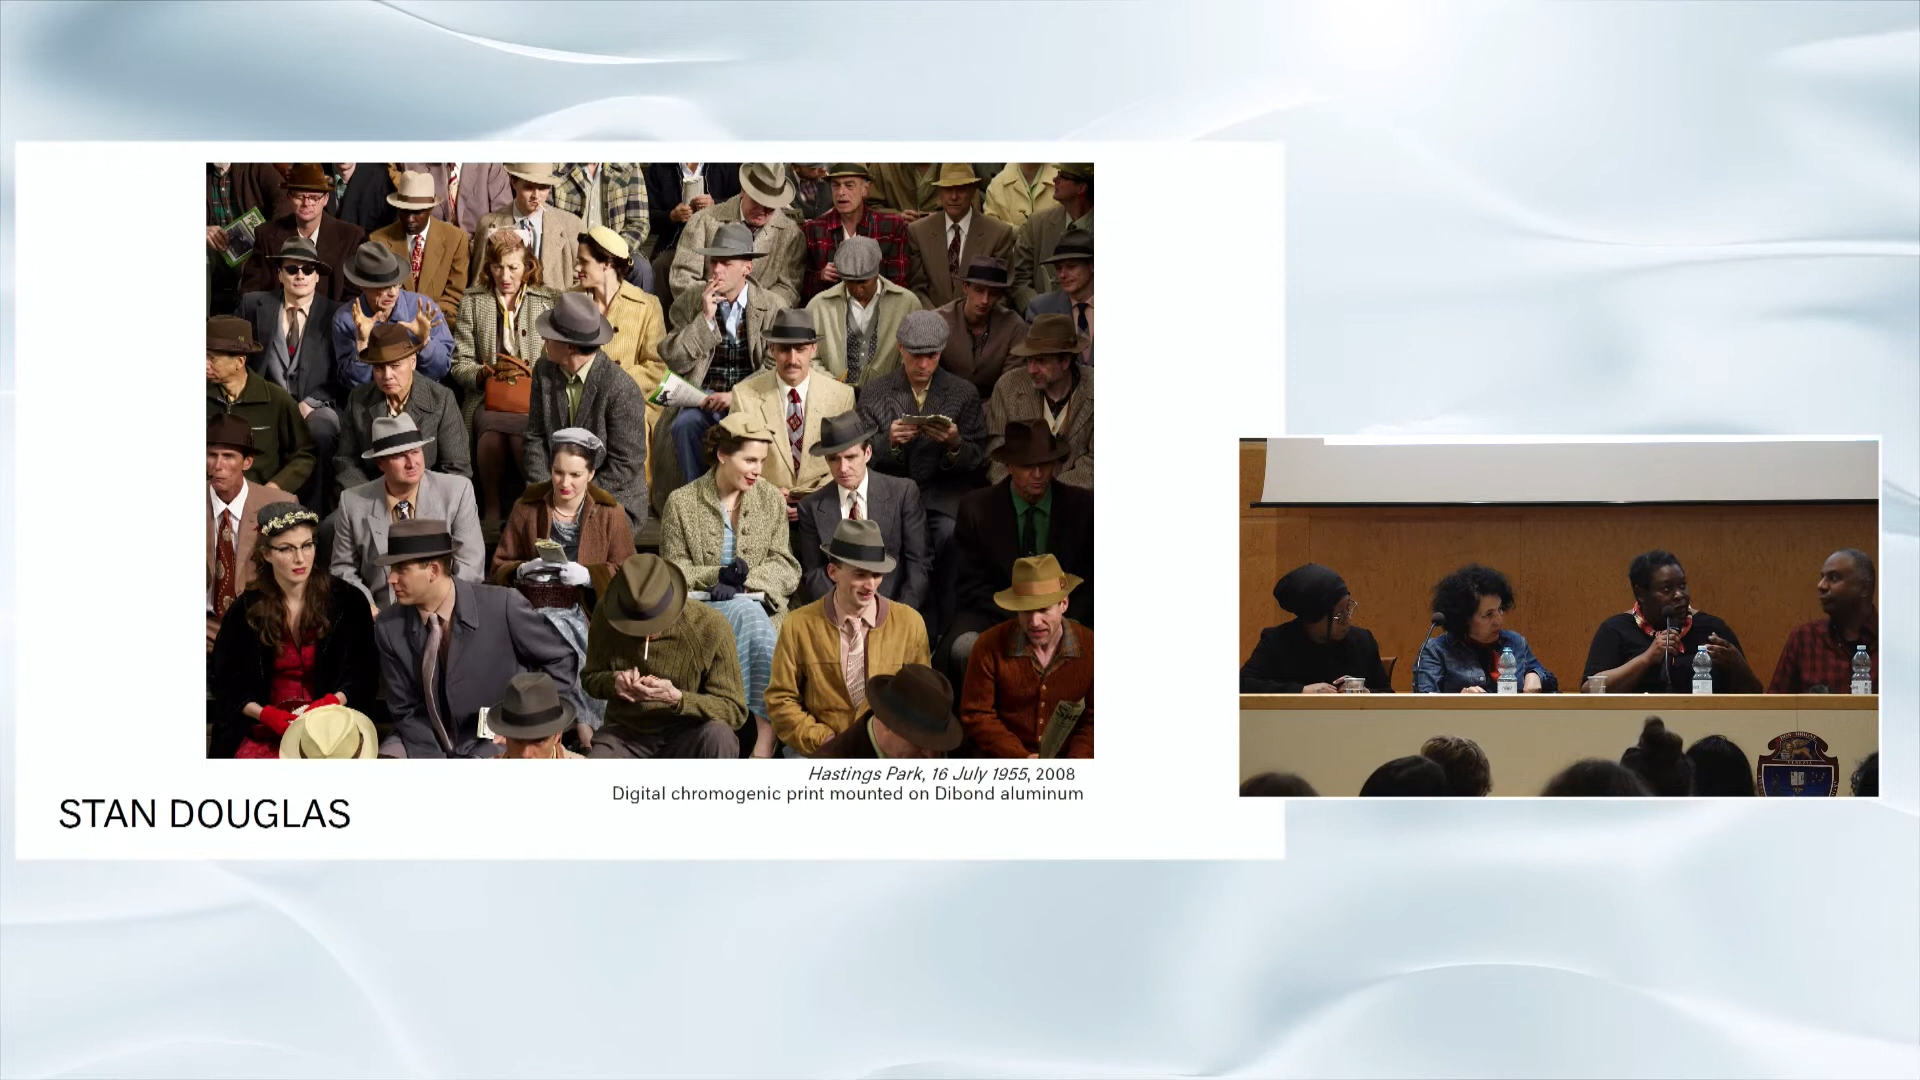 Hastings Park, 16 July 1955, 2008
Digital chromogenic print mounted on Dibond aluminum
STAN DOUGLAS